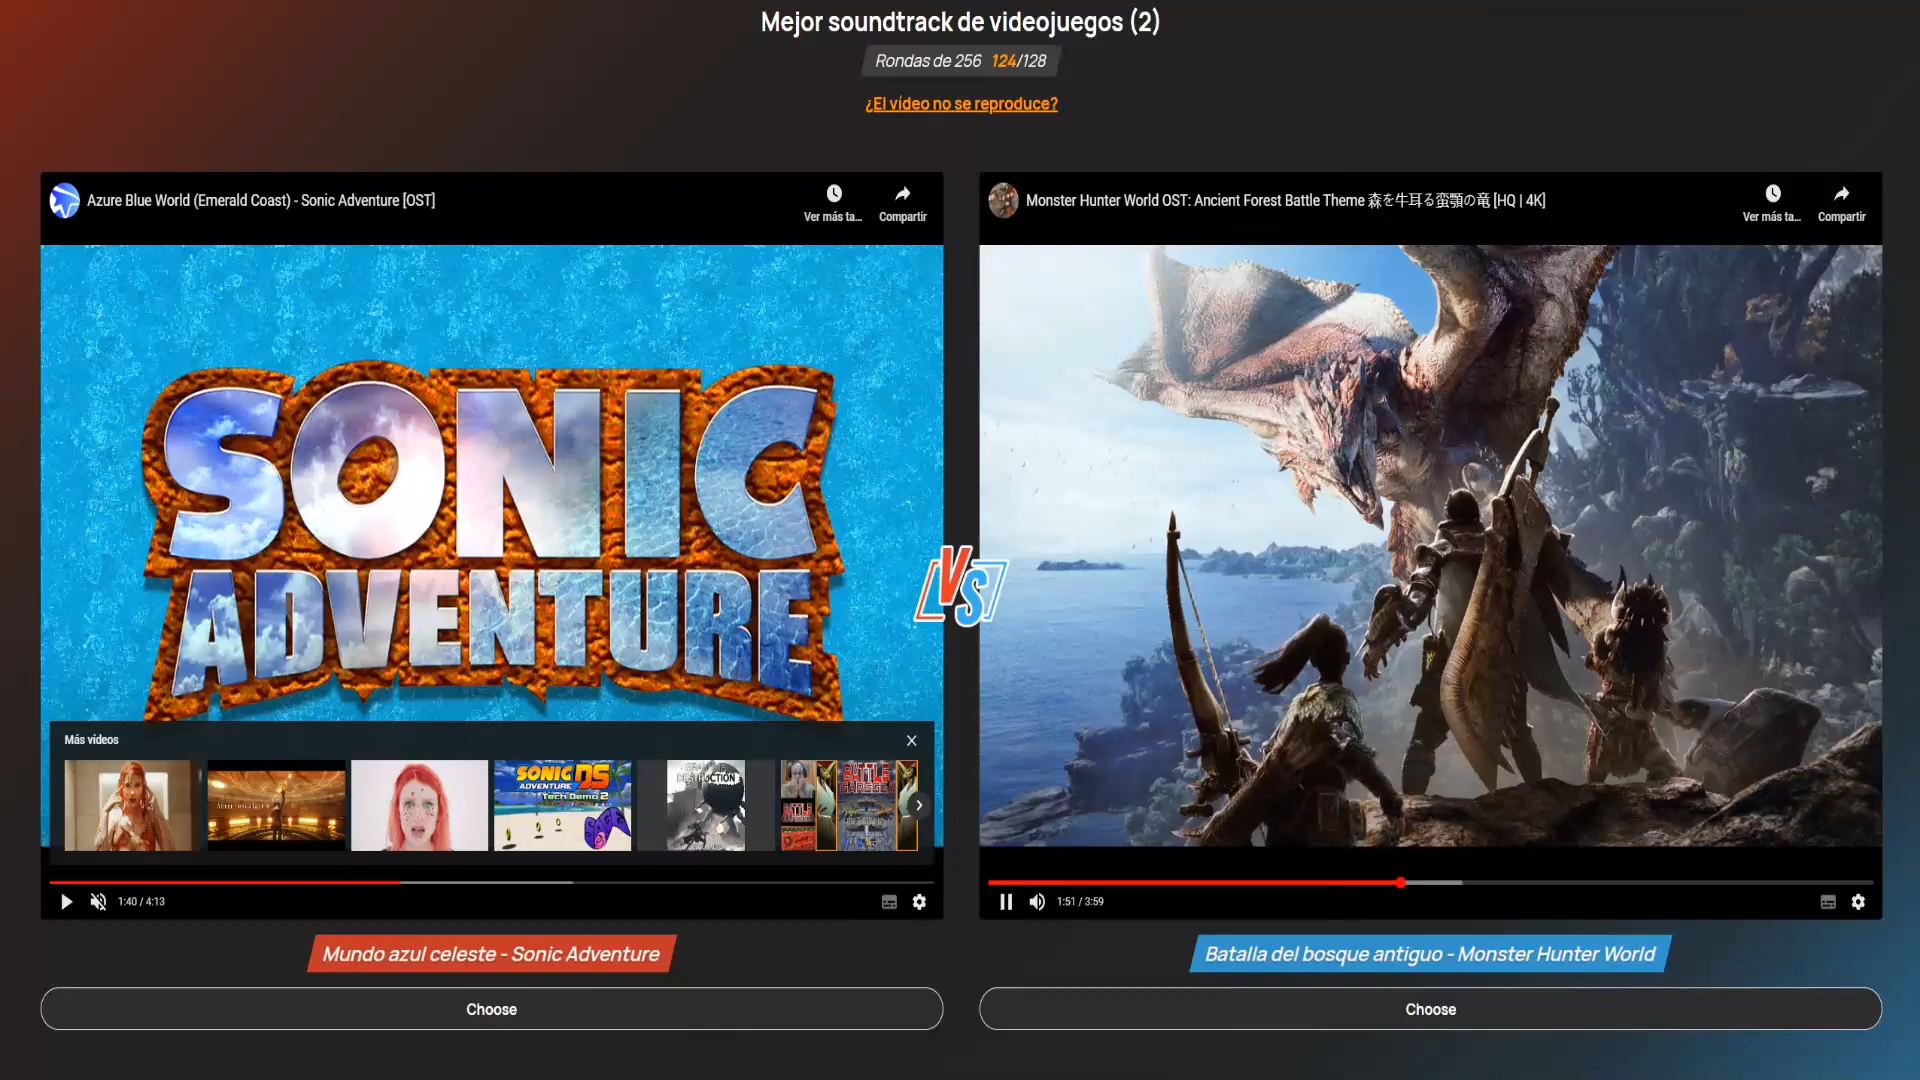 Mejor soundtrack de videojuegos (2)
Rondas de 256 124/128
¿El vídeo no se reproduce?
Azure Blue World (Emerald Coast) - Sonic Adventure [OST]
Ver más ta...
Compartir
SONIC
ADVENTURE
Más vídeos
SONIC DS
ADVENTURE
Tech Demo 2
DESTRUCTION
BATTLE
GAREGGA
1:40 / 4:13
Mundo azul celeste - Sonic Adventure
Choose
VS
Monster Hunter World OST: Ancient Forest Battle Theme 森を牛耳る蛮顎の竜 [HQ | 4K]
Ver más ta...
Compartir
1:51 / 3:59
Batalla del bosque antiguo - Monster Hunter World
Choose